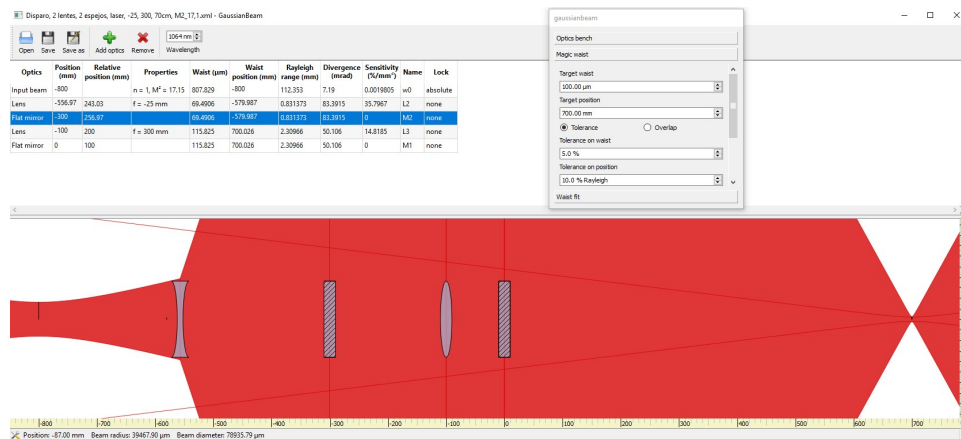 Disparo, 2 lentes, 2 espejos, laser, -25, 300, 70cm, M2_17,1.xml - GaussianBeam
Open Save Save as Add optics Remove 1064 nm Wavelength
Optics Position (mm) Relative position (mm) Properties Waist (µm) Waist position (mm) Rayleigh range (mm) Divergence (mrad) Sensitivity (%/mm²) Name Lock
Input beam -800 n = 1, M² = 17.15 807.829 -800 112.353 7.19 0.0019805 w0 absolute
Lens -556.97 243.03 f = -25 mm 69.4906 -579.987 0.831373 83.3915 35.7967 L2 none
Flat mirror -300 256.97 69.4906 -579.987 0.831373 83.3915 0 M2 none
Lens -100 200 f = 300 mm 115.825 700.026 2.30966 50.106 14.8185 L3 none
Flat mirror 0 100 115.825 700.026 2.30966 50.106 0 M1 none
gaussianbeam
Optics bench
Magic waist
Target waist
100.00 µm
Target position
700.00 mm
Tolerance Overlap
Tolerance on waist
5.0 %
Tolerance on position
10.0 % Rayleigh
Waist fit
-800 -700 -600 -500 -400 -300 -200 -100 0 100 200 300 400 500 600 700
Position: -87.00 mm Beam radius: 39467.90 µm Beam diameter: 78935.79 µm